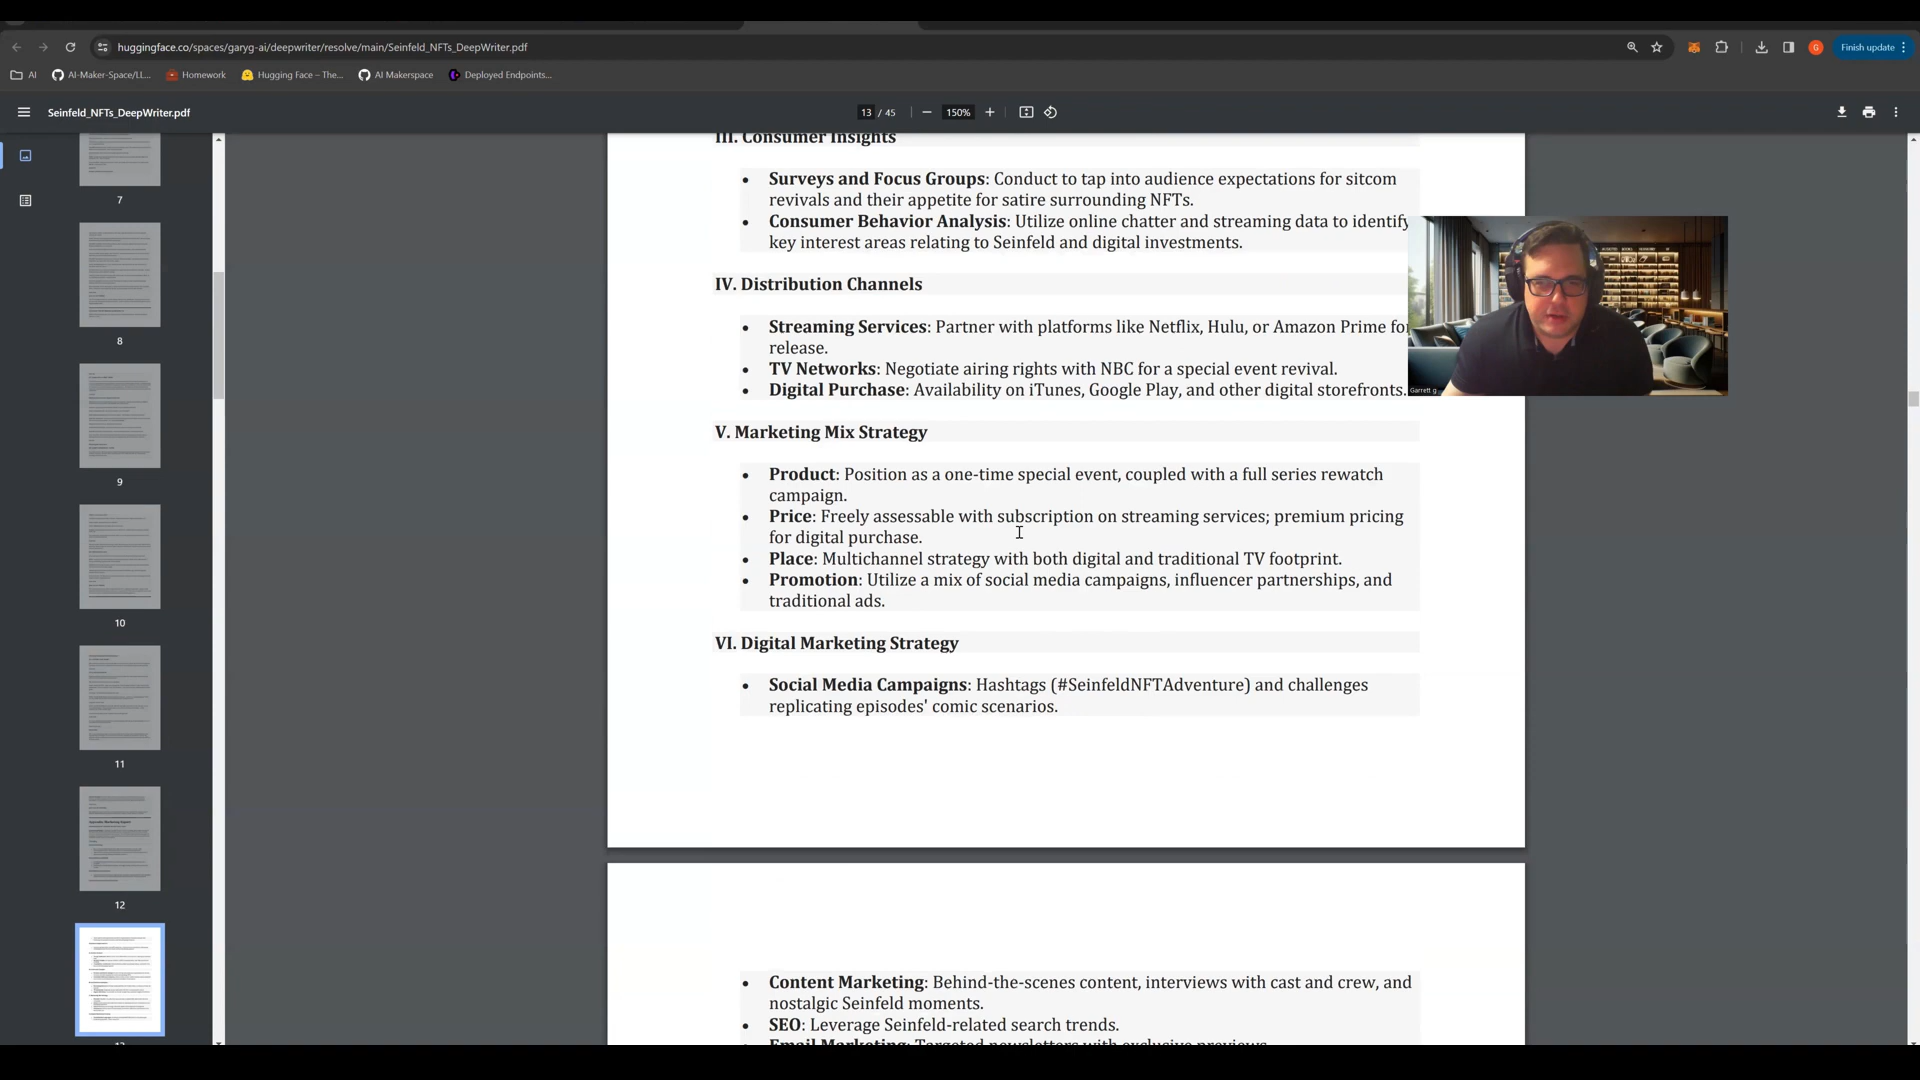 huggingface.co/spaces/garyg-ai/deepwriter/resolve/main/Seinfeld_NFTs_DeepWriter.pdf
G
Finish update
AI
AI-Maker-Space/LL...
Homework
Hugging Face – The...
AI Makerspace
Deployed Endpoints...
Seinfeld_NFTs_DeepWriter.pdf
13 / 45
150%
7
8
9
10
11
12
III. Consumer Insights
• Surveys and Focus Groups: Conduct to tap into audience expectations for sitcom
revivals and their appetite for satire surrounding NFTs.
• Consumer Behavior Analysis: Utilize online chatter and streaming data to identify
key interest areas relating to Seinfeld and digital investments.
IV. Distribution Channels
• Streaming Services: Partner with platforms like Netflix, Hulu, or Amazon Prime for
release.
• TV Networks: Negotiate airing rights with NBC for a special event revival.
• Digital Purchase: Availability on iTunes, Google Play, and other digital storefronts.
V. Marketing Mix Strategy
• Product: Position as a one-time special event, coupled with a full series rewatch
campaign.
• Price: Freely assessable with subscription on streaming services; premium pricing
for digital purchase.
• Place: Multichannel strategy with both digital and traditional TV footprint.
• Promotion: Utilize a mix of social media campaigns, influencer partnerships, and
traditional ads.
VI. Digital Marketing Strategy
• Social Media Campaigns: Hashtags (#SeinfeldNFTAdventure) and challenges
replicating episodes' comic scenarios.
• Content Marketing: Behind-the-scenes content, interviews with cast and crew, and
nostalgic Seinfeld moments.
• SEO: Leverage Seinfeld-related search trends.
• Email Marketing: Targeted newsletters with exclusive previews.
Garrett g